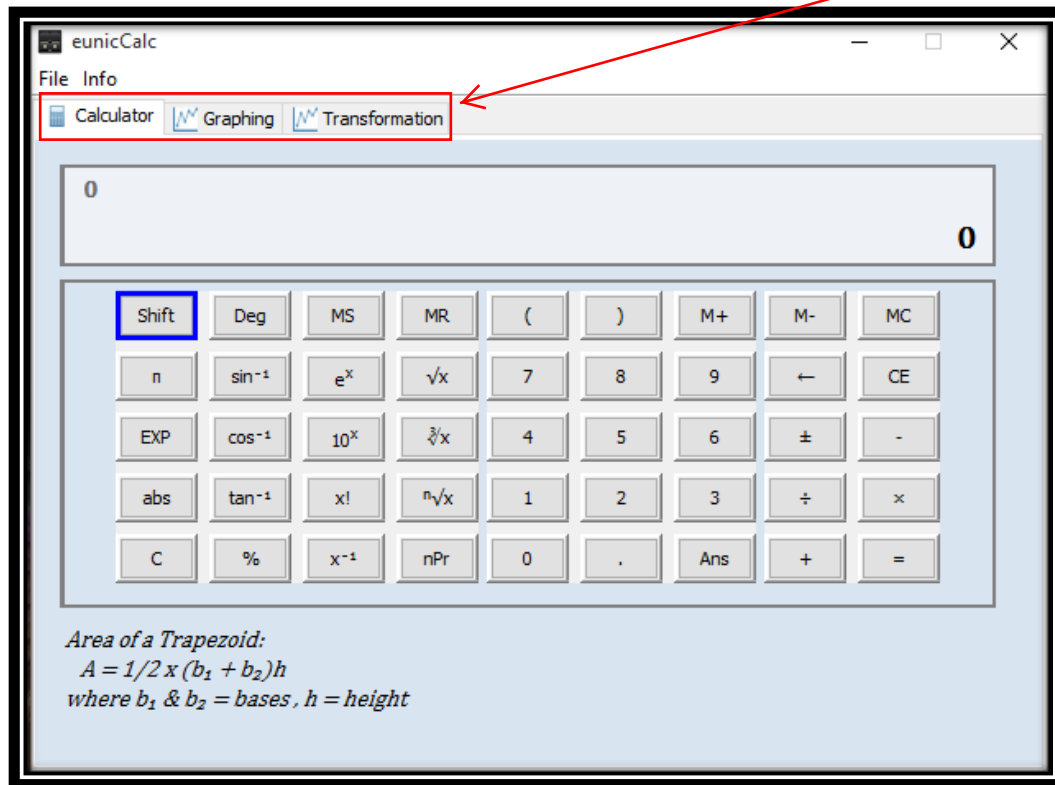 eunicCalc
File Info
Calculator Graphing Transformation
0
0
Shift Deg MS MR ( ) M+ M- MC
π sin⁻¹ eˣ √x 7 8 9 ← CE
EXP cos⁻¹ 10ˣ ∛x 4 5 6 ± -
abs tan⁻¹ x! ⁿ√x 1 2 3 ÷ ×
C % x⁻¹ nPr 0 . Ans + =
Area of a Trapezoid:
A = 1/2 x (b₁ + b₂)h
where b₁ & b₂ = bases , h = height